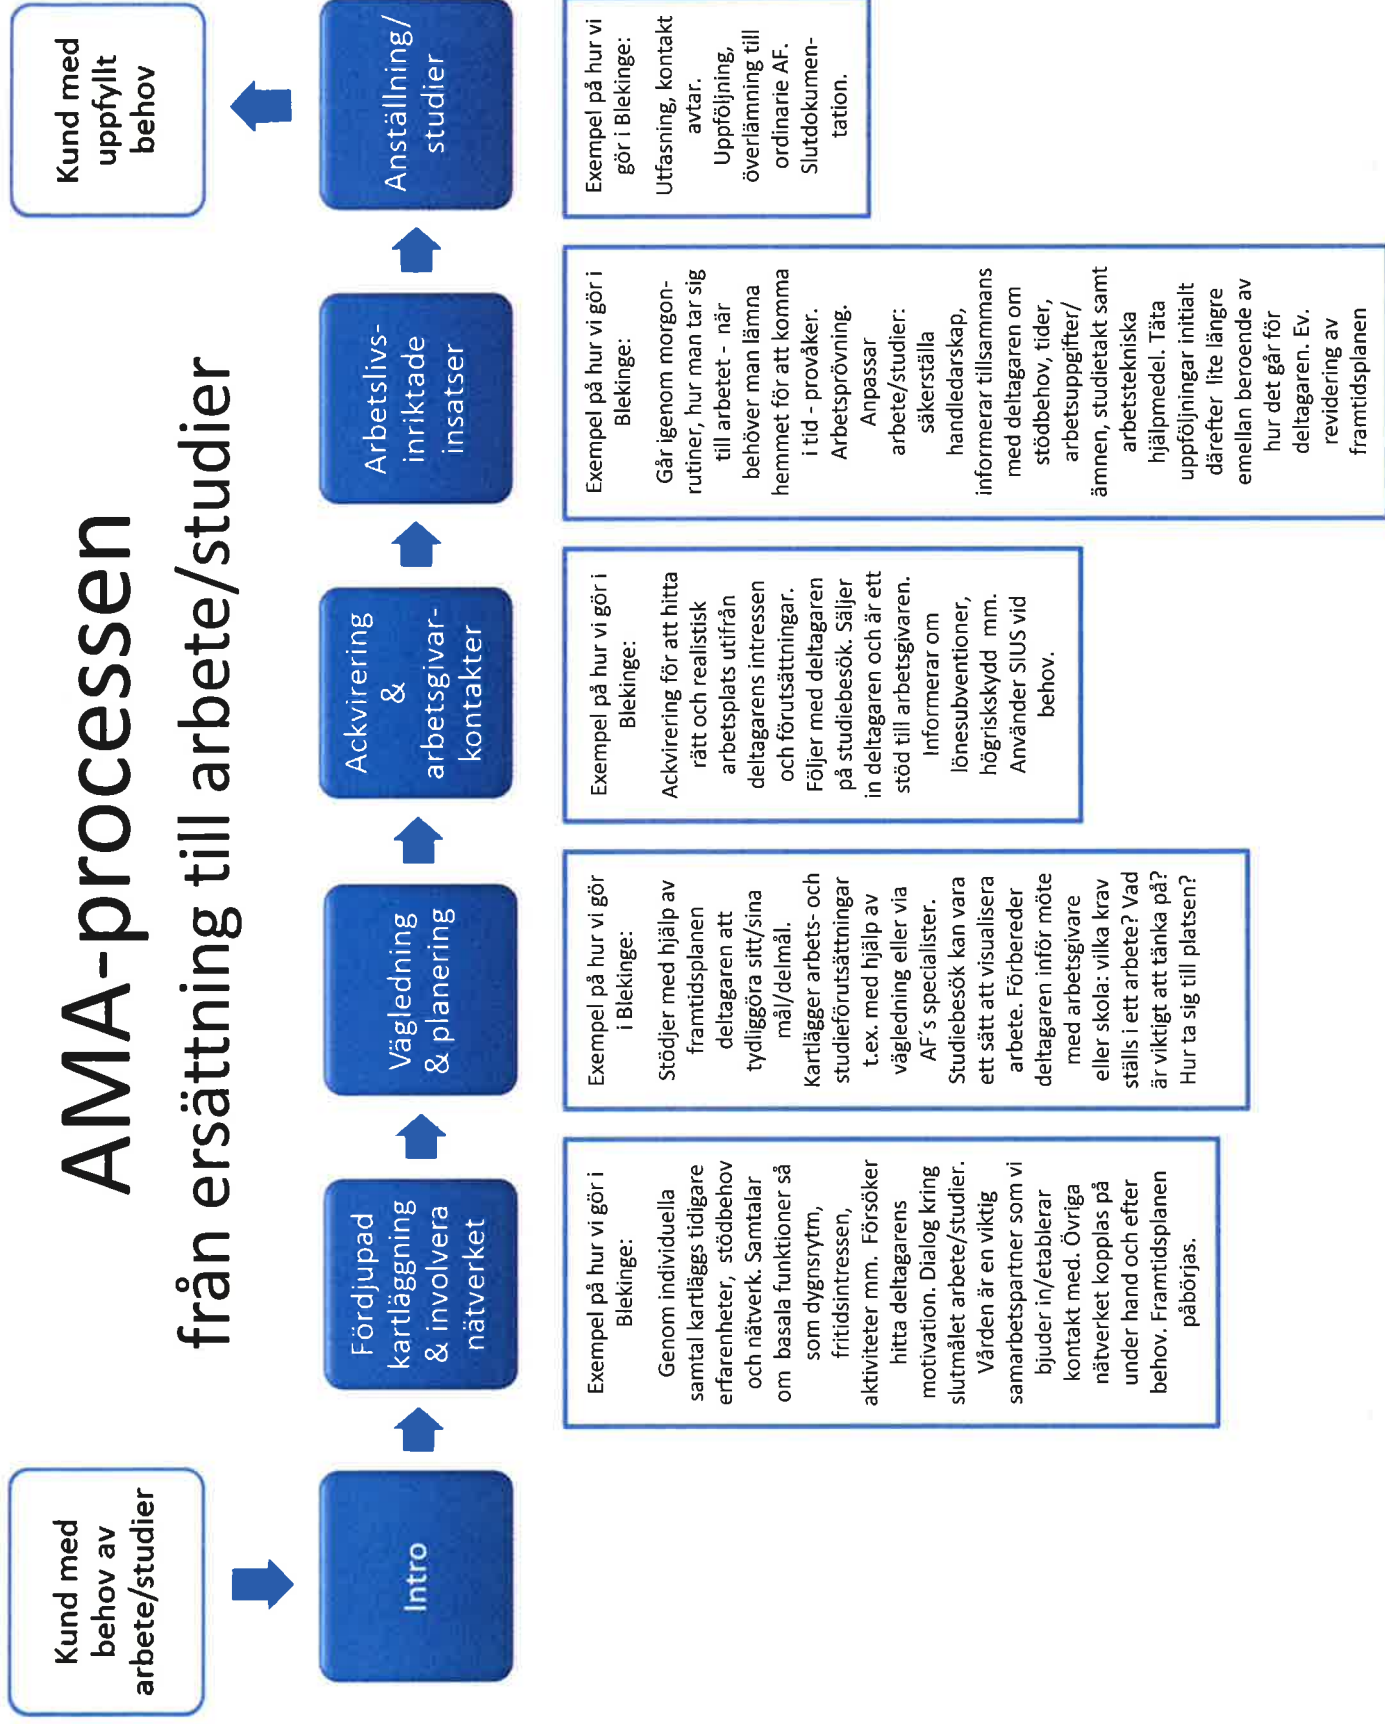 AMA-processen
från ersättning till arbete/studier
Kund med
behov av
arbete/studier
Kund med
uppfyllt
behov
Intro
Fördjupad
kartläggning
& involvera
nätverket
Vägledning
& planering
Ackvirering
&
arbetsgivar-
kontakter
Arbetslivs-
inriktade
insatser
Anställning/
studier
Exempel på hur vi gör i
Blekinge:
Genom individuella
samtal kartläggs tidigare
erfarenheter, stödbehov
och nätverk. Samtalar
om basala funktioner så
som dygnsrytm,
fritidsintressen,
aktiviteter mm. Försöker
hitta deltagarens
motivation. Dialog kring
slutmålet arbete/studier.
Vården är en viktig
samarbetspartner som vi
bjuder in/etablerar
kontakt med. Övriga
nätverket kopplas på
under hand och efter
behov. Framtidsplanen
påbörjas.
Exempel på hur vi gör
i Blekinge:
Stödjer med hjälp av
framtidsplanen
deltagaren att
tydliggöra sitt/sina
mål/delmål.
Kartlägger arbets- och
studieförutsättningar
t.ex. med hjälp av
vägledning eller via
AF´s specialister.
Studiebesök kan vara
ett sätt att visualisera
arbete. Förbereder
deltagaren inför möte
med arbetsgivare
eller skola: vilka krav
ställs i ett arbete? Vad
är viktigt att tänka på?
Hur ta sig till platsen?
Exempel på hur vi gör i
Blekinge:
Ackvirering för att hitta
rätt och realistisk
arbetsplats utifrån
deltagarens intressen
och förutsättningar.
Följer med deltagaren
på studiebesök. Säljer
in deltagaren och är ett
stöd till arbetsgivaren.
Informerar om
lönesubventioner,
högriskskydd mm.
Använder SIUS vid
behov.
Exempel på hur vi gör i
Blekinge:
Går igenom morgon-
rutiner, hur man tar sig
till arbetet - när
behöver man lämna
hemmet för att komma
i tid - provåker.
Arbetsprövning.
Anpassar
arbete/studier:
säkerställa
handledarskap,
informerar tillsammans
med deltagaren om
stödbehov, tider,
arbetsuppgifter/
ämnen, studietakt samt
arbetstekniska
hjälpmedel. Täta
uppföljningar initialt
därefter lite längre
emellan beroende av
hur det går för
deltagaren. Ev.
revidering av
framtidsplanen
Exempel på hur vi
gör i Blekinge:
Utfasning, kontakt
avtar.
Uppföljning,
överlämning till
ordinarie AF.
Slutdokumen-
tation.